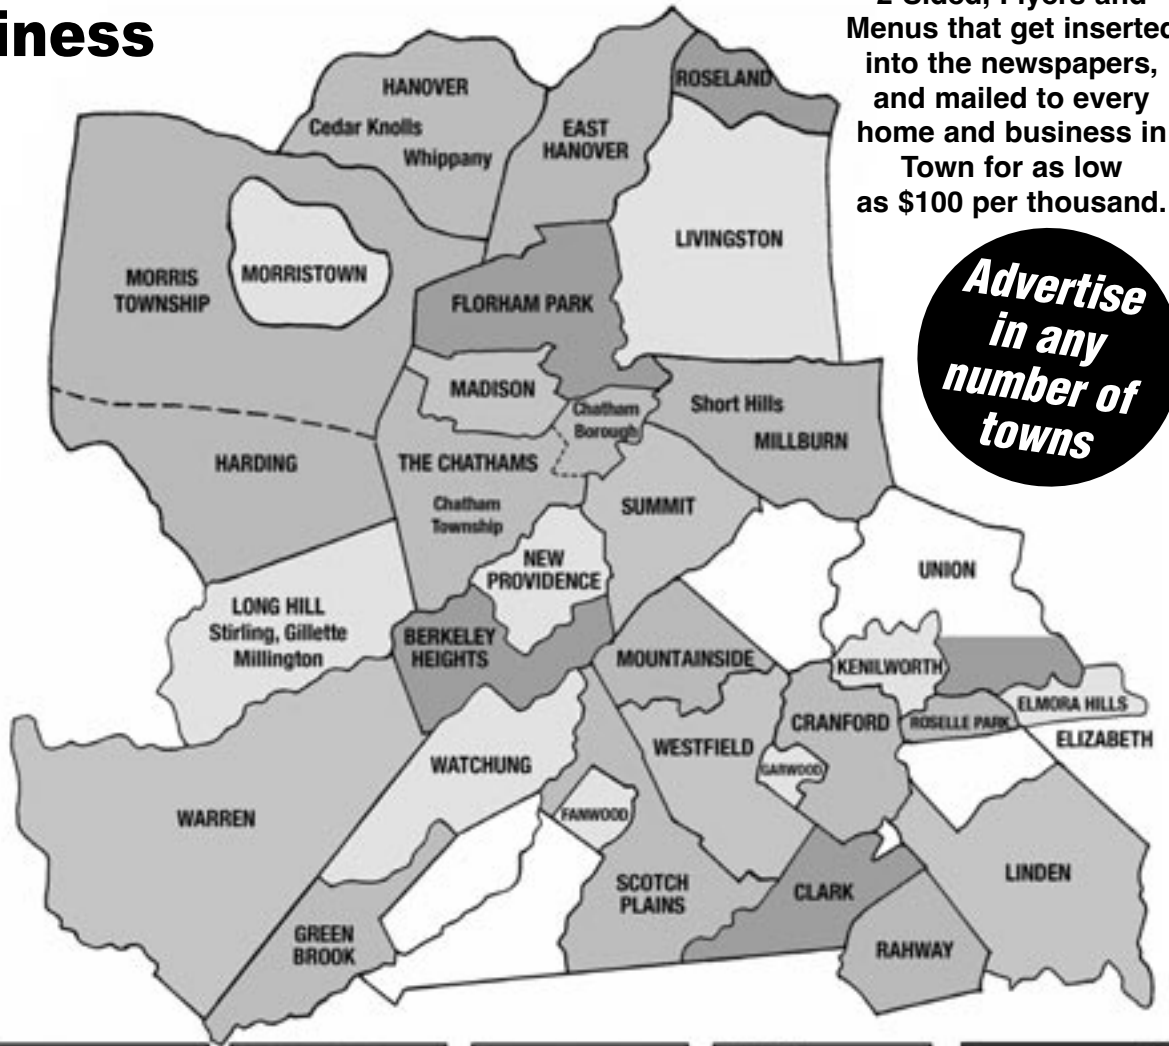 iness
2-Sided, Flyers and
Menus that get inserted
into the newspapers,
and mailed to every
home and business in
Town for as low
as $100 per thousand.
Advertise
in any
number of
towns
HANOVER
Cedar Knolls
Whippany
EAST
HANOVER
ROSELAND
LIVINGSTON
MORRIS
TOWNSHIP
MORRISTOWN
FLORHAM PARK
MADISON
Chatham
Borough
Short Hills
MILLBURN
HARDING
THE CHATHAMS
Chatham
Township
SUMMIT
NEW
PROVIDENCE
UNION
LONG HILL
Stirling, Gillette
Millington
BERKELEY
HEIGHTS
MOUNTAINSIDE
KENILWORTH
ELMORA HILLS
ROSELLE PARK
CRANFORD
ELIZABETH
WESTFIELD
GARWOOD
WATCHUNG
WARREN
FANWOOD
LINDEN
SCOTCH
PLAINS
CLARK
GREEN
BROOK
RAHWAY